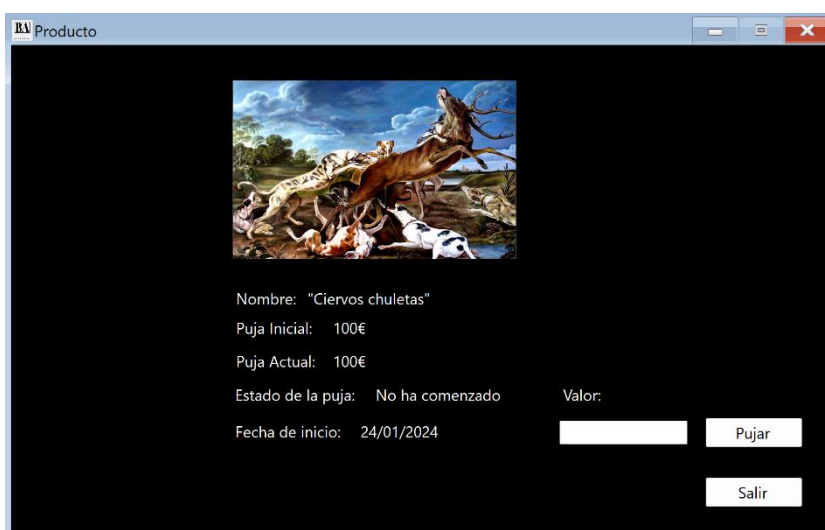 BA Producto
Nombre: "Ciervos chuletas"
Puja Inicial: 100€
Puja Actual: 100€
Estado de la puja: No ha comenzado Valor:
Fecha de inicio: 24/01/2024 Pujar
Salir